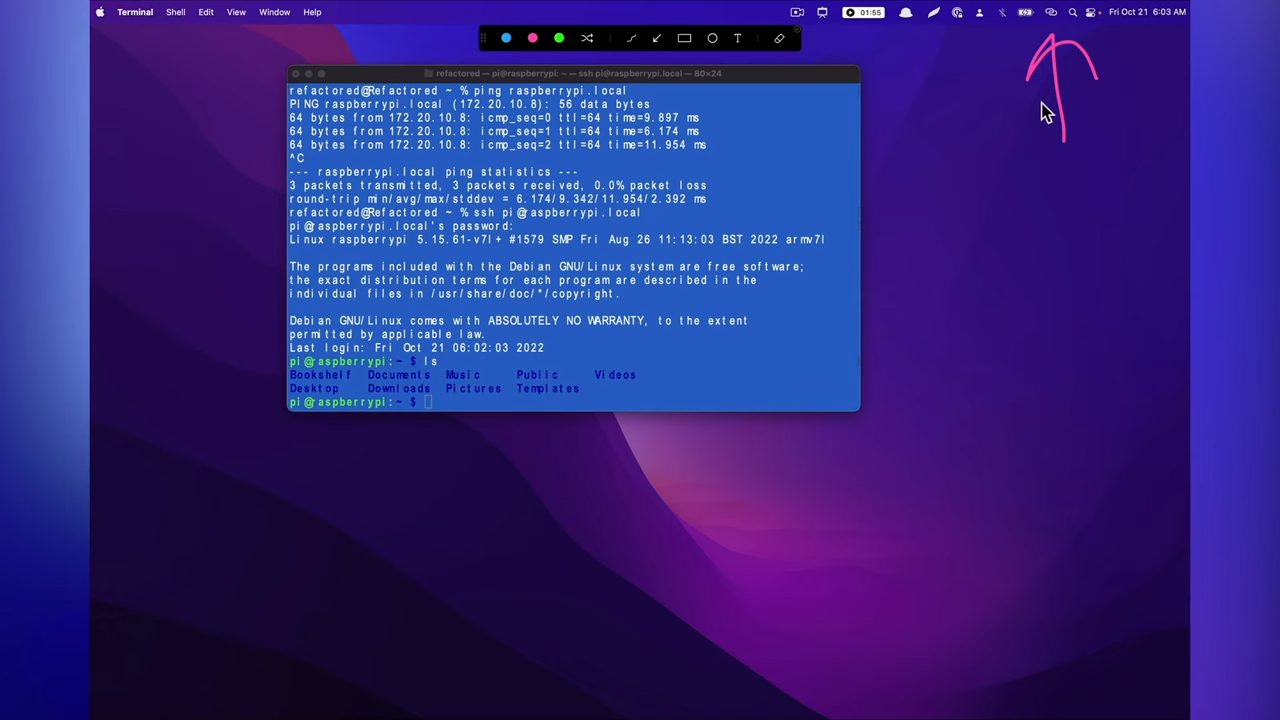 Terminal Shell Edit View Window Help 01:55 Fri Oct 21 6:03 AM
T
refactored — pi@raspberrypi: ~ — ssh pi@raspberrypi.local — 80×24
refactored@Refactored ~ % ping raspberrypi.local
PING raspberrypi.local (172.20.10.8): 56 data bytes
64 bytes from 172.20.10.8: icmp_seq=0 ttl=64 time=9.897 ms
64 bytes from 172.20.10.8: icmp_seq=1 ttl=64 time=6.174 ms
64 bytes from 172.20.10.8: icmp_seq=2 ttl=64 time=11.954 ms
^C
--- raspberrypi.local ping statistics ---
3 packets transmitted, 3 packets received, 0.0% packet loss
round-trip min/avg/max/stddev = 6.174/9.342/11.954/2.392 ms
refactored@Refactored ~ % ssh pi@raspberrypi.local
pi@raspberrypi.local's password:
Linux raspberrypi 5.15.61-v7l+ #1579 SMP Fri Aug 26 11:13:03 BST 2022 armv7l
The programs included with the Debian GNU/Linux system are free software;
the exact distribution terms for each program are described in the
individual files in /usr/share/doc/*/copyright.
Debian GNU/Linux comes with ABSOLUTELY NO WARRANTY, to the extent
permitted by applicable law.
Last login: Fri Oct 21 06:02:03 2022
pi@raspberrypi:~ $ ls
Bookshelf Documents Music Public Videos
Desktop Downloads Pictures Templates
pi@raspberrypi:~ $